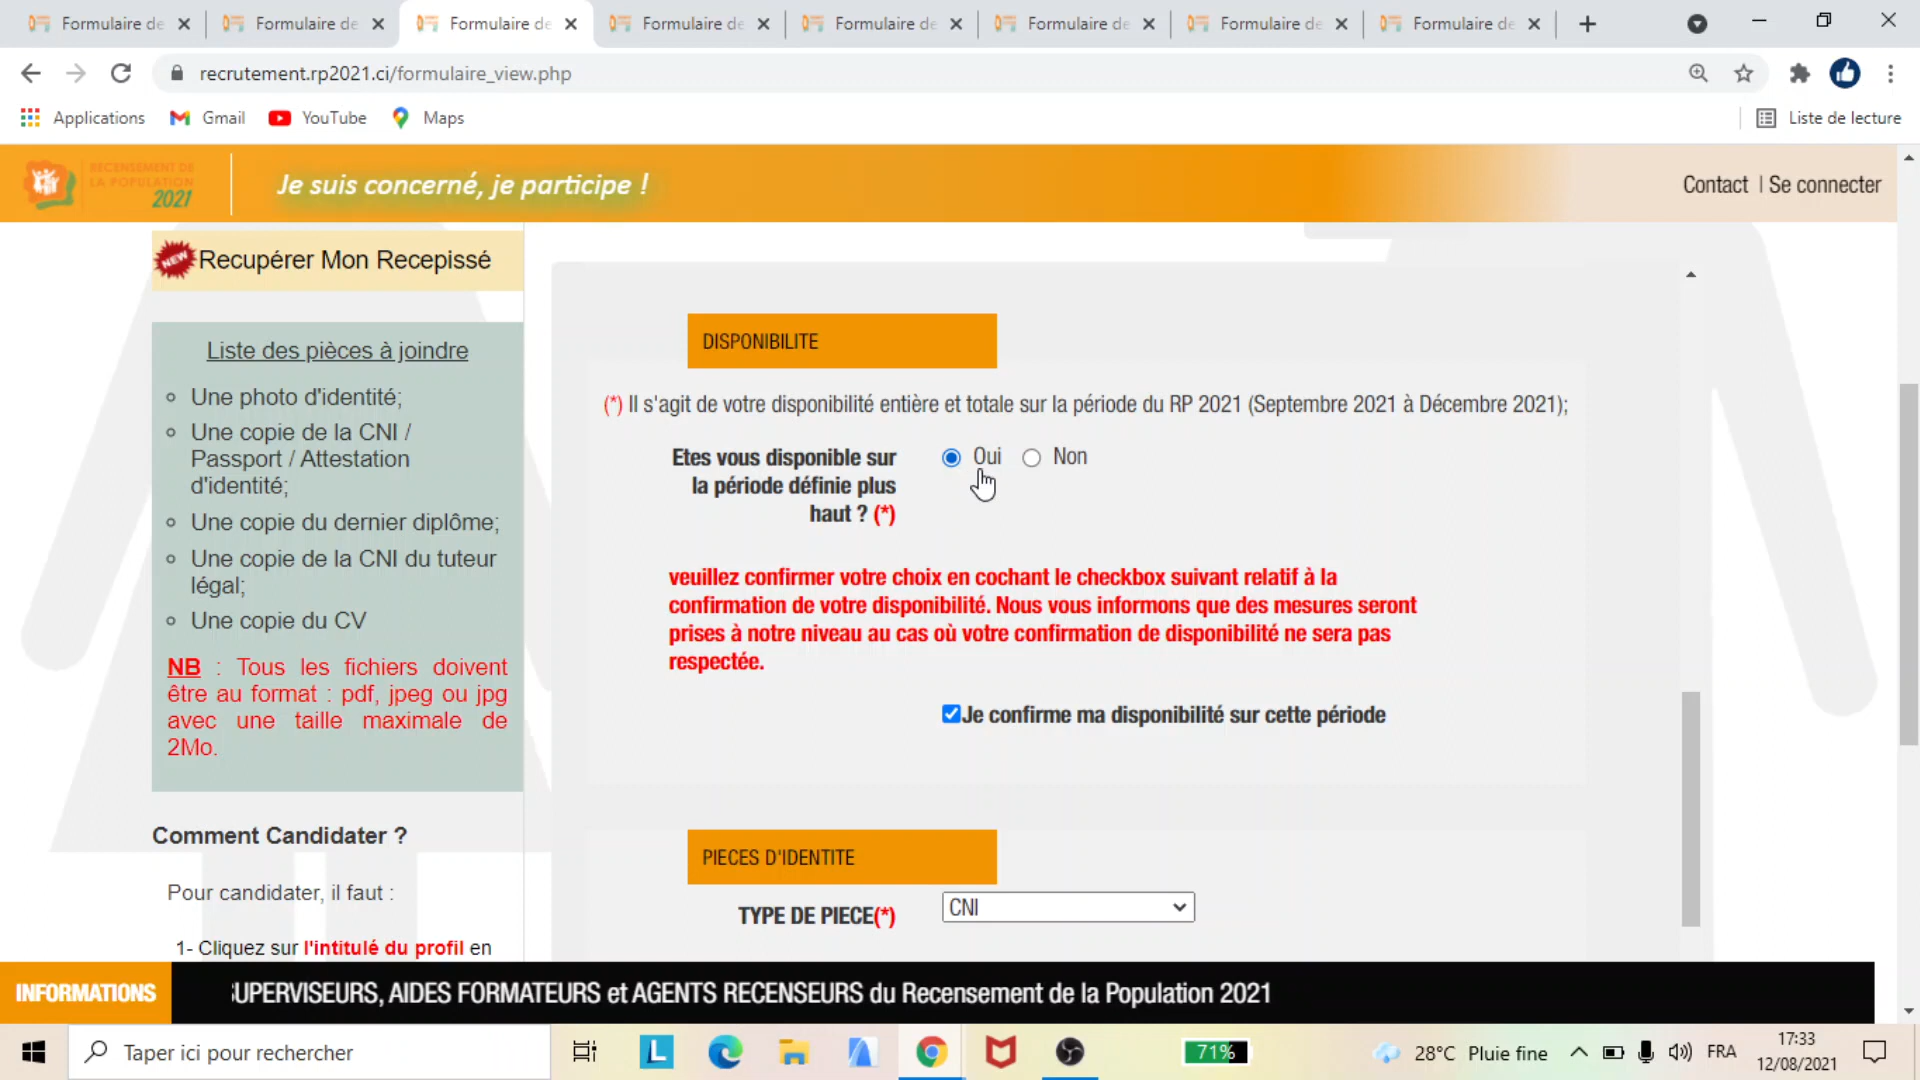 Formulaire de
Formulaire de
Formulaire de
Formulaire de
Formulaire de
Formulaire de
Formulaire de
Formulaire de
recrutement.rp2021.ci/formulaire_view.php
Applications
Gmail
YouTube
Maps
Liste de lecture
RECENSEMENT DE
LA POPULATION
2021
Je suis concerné, je participe !
Contact | Se connecter
NEW
Recupérer Mon Recepissé
Liste des pièces à joindre
Une photo d'identité;
Une copie de la CNI /
Passport / Attestation
d'identité;
Une copie du dernier diplôme;
Une copie de la CNI du tuteur
légal;
Une copie du CV
NB : Tous les fichiers doivent
être au format : pdf, jpeg ou jpg
avec une taille maximale de
2Mo.
Comment Candidater ?
Pour candidater, il faut :
1- Cliquez sur l'intitulé du profil en
DISPONIBILITE
(*) Il s'agit de votre disponibilité entière et totale sur la période du RP 2021 (Septembre 2021 à Décembre 2021);
Etes vous disponible sur
la période définie plus
haut ? (*)
Oui
Non
veuillez confirmer votre choix en cochant le checkbox suivant relatif à la
confirmation de votre disponibilité. Nous vous informons que des mesures seront
prises à notre niveau au cas où votre confirmation de disponibilité ne sera pas
respectée.
Je confirme ma disponibilité sur cette période
PIECES D'IDENTITE
TYPE DE PIECE(*)
CNI
INFORMATIONS
SUPERVISEURS, AIDES FORMATEURS et AGENTS RECENSEURS du Recensement de la Population 2021
Taper ici pour rechercher
L
71%
28°C Pluie fine
FRA
17:33
12/08/2021